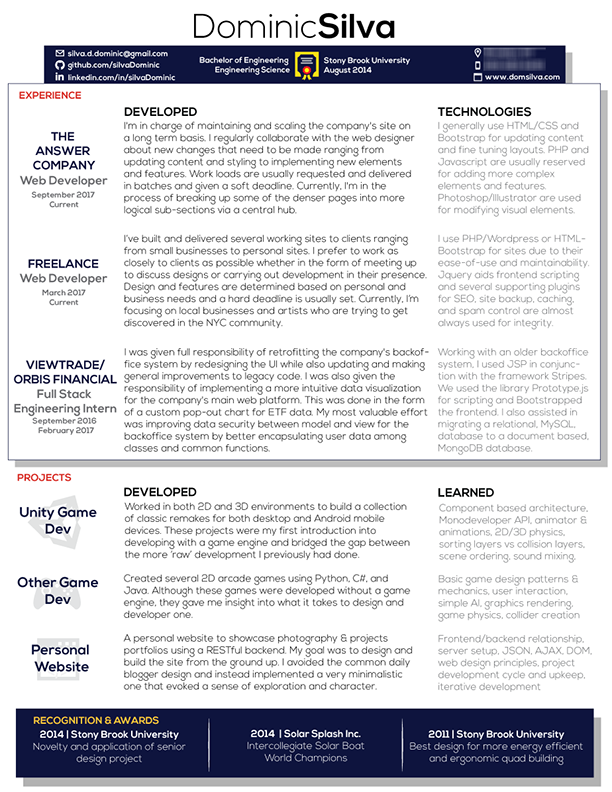 DominicSilva
silva.d.dominic@gmail.com
github.com/silvaDominic
linkedin.com/in/silvaDominic
Bachelor of Engineering
Engineering Science
Stony Brook University
August 2014
www.domsilva.com
EXPERIENCE
THE
ANSWER
COMPANY
Web Developer
September 2017
Current
DEVELOPED
I'm in charge of maintaining and scaling the company's site on
a long term basis. I regularly collaborate with the web designer
about new changes that need to be made ranging from
updating content and styling to implementing new elements
and features. Work loads are usually requested and delivered
in batches and given a soft deadline. Currently, I'm in the
process of breaking up some of the denser pages into more
logical sub-sections via a central hub.
TECHNOLOGIES
I generally use HTML/CSS and
Bootstrap for updating content
and fine tuning layouts. PHP and
Javascript are usually reserved
for adding more complex
elements and features.
Photoshop/Illustrator are used
for modifying visual elements.
FREELANCE
Web Developer
March 2017
Current
I've built and delivered several working sites to clients ranging
from small businesses to personal sites. I prefer to work as
closely to clients as possible whether in the form of meeting up
to discuss designs or carrying out development in their presence.
Design and features are determined based on personal and
business needs and a hard deadline is usually set. Currently, I'm
focusing on local businesses and artists who are trying to get
discovered in the NYC community.
I use PHP/Wordpress or HTML-
Bootstrap for sites due to their
ease-of-use and maintainability.
Jquery aids frontend scripting
and several supporting plugins
for SEO, site backup, caching,
and spam control are almost
always used for integrity.
VIEWTRADE/
ORBIS FINANCIAL
Full Stack
Engineering Intern
September 2016
February 2017
I was given full responsibility of retrofitting the company's backof-
fice system by redesigning the UI while also updating and making
general improvements to legacy code. I was also given the
responsibility of implementing a more intuitive data visualization
for the company's main web platform. This was done in the form
of a custom pop-out chart for ETF data. My most valuable effort
was improving data security between model and view for the
backoffice system by better encapsulating user data among
classes and common functions.
Working with an older backoffice
system, I used JSP in conjunc-
tion with the framework Stripes.
We used the library Prototype.js
for scripting and Bootstrapped
the frontend. I also assisted in
migrating a relational, MySQL,
database to a document based,
MongoDB database.
PROJECTS
Unity Game
Dev
DEVELOPED
Worked in both 2D and 3D environments to build a collection
of classic remakes for both desktop and Android mobile
devices. These projects were my first introduction into
developing with a game engine and bridged the gap between
the more 'raw' development I previously had done.
LEARNED
Component based architecture,
Monodeveloper API, animator &
animations, 2D/3D physics,
sorting layers vs collision layers,
scene ordering, sound mixing,
Other Game
Dev
Created several 2D arcade games using Python, C#, and
Java. Although these games were developed without a game
engine, they gave me insight into what it takes to design and
developer one.
Basic game design patterns &
mechanics, user interaction,
simple AI, graphics rendering,
game physics, collider creation
Personal
Website
A personal website to showcase photography & projects
portfolios using a RESTful backend. My goal was to design and
build the site from the ground up. I avoided the common daily
blogger design and instead implemented a very minimalistic
one that evoked a sense of exploration and character.
Frontend/backend relationship,
server setup, JSON, AJAX, DOM,
web design principles, project
development cycle and upkeep,
iterative development
RECOGNITION & AWARDS
2014 | Stony Brook University
Novelty and application of senior
design project
2014 | Solar Splash Inc.
Intercollegiate Solar Boat
World Champions
2011 | Stony Brook University
Best design for more energy efficient
and ergonomic quad building